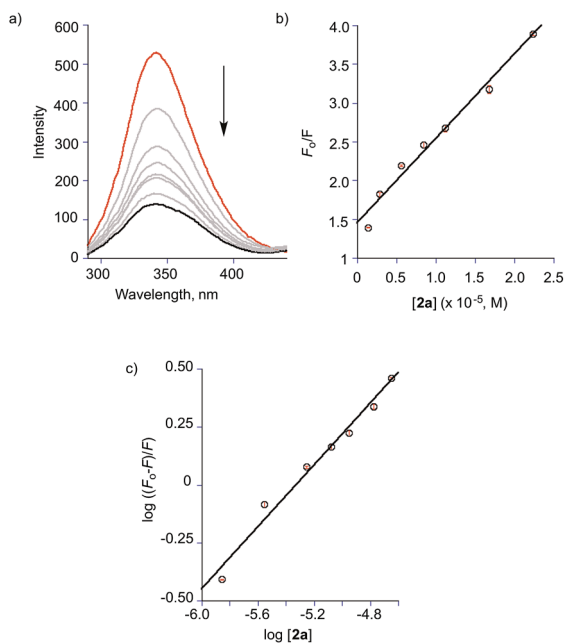 a)
600
500
400
300
200
100
0
Intensity
300 350 400
Wavelength, nm
b)
4.0
3.5
3.0
2.5
2.0
1.5
1
Fₒ/F
0 0.5 1.0 1.5 2.0 2.5
[2a] (x 10⁻⁵, M)
c)
0.50
0.25
0
-0.25
-0.50
log ((Fₒ-F)/F)
-6.0 -5.6 -5.2 -4.8
log [2a]